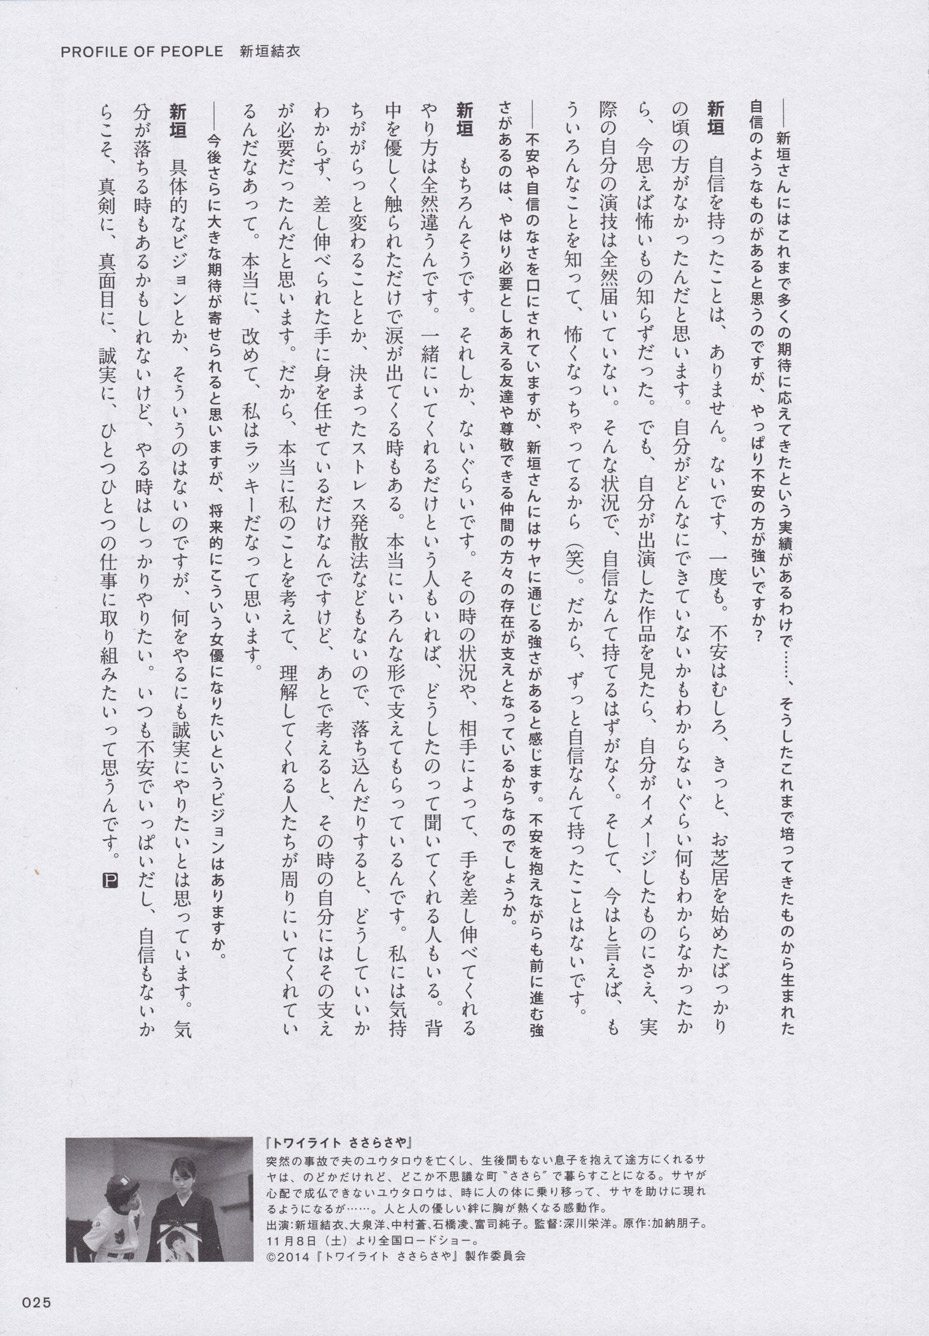 PROFILE OF PEOPLE 新垣結衣
――新垣さんにはこれまで多くの期待に応えてきたという実績があるわけで……、そうしたこれまで培ってきたものから生まれた
自信のようなものがあると思うのですが、やっぱり不安の方が強いですか？
新垣　自信を持ったことは、ありません。ないです、一度も。不安はむしろ、きっと、お芝居を始めたばっかり
の頃の方がなかったんだと思います。自分がどんなにできていないかもわからないぐらい何もわからなかったか
ら、今思えば怖いもの知らずだった。でも、自分が出演した作品を見たら、自分がイメージしたものにさえ、実
際の自分の演技は全然届いていない。そんな状況で、自信なんて持てるはずがなく。そして、今はと言えば、も
ういろんなことを知って、怖くなっちゃってるから（笑）。だから、ずっと自信なんて持ったことはないです。
――不安や自信のなさを口にされていますが、新垣さんにはサヤに通じる強さがあると感じます。不安を抱えながらも前に進む強
さがあるのは、やはり必要としあえる友達や尊敬できる仲間の方々の存在が支えとなっているからなのでしょうか。
新垣　もちろんそうです。それしか、ないぐらいです。その時の状況や、相手によって、手を差し伸べてくれる
やり方は全然違うんです。一緒にいてくれるだけという人もいれば、どうしたのって聞いてくれる人もいる。背
中を優しく触られただけで涙が出てくる時もある。本当にいろんな形で支えてもらっているんです。私には気持
ちががらっと変わることとか、決まったストレス発散法などもないので、落ち込んだりすると、どうしていいか
わからず、差し伸べられた手に身を任せているだけなんですけど、あとで考えると、その時の自分にはその支え
が必要だったんだと思います。だから、本当に私のことを考えて、理解してくれる人たちが周りにいてくれてい
るんだなあって。本当に、改めて、私はラッキーだなって思います。
――今後さらに大きな期待が寄せられると思いますが、将来的にこういう女優になりたいというビジョンはありますか。
新垣　具体的なビジョンとか、そういうのはないのですが、何をやるにも誠実にやりたいとは思っています。気
分が落ちる時もあるかもしれないけど、やる時はしっかりやりたい。いつも不安でいっぱいだし、自信もないか
らこそ、真剣に、真面目に、誠実に、ひとつひとつの仕事に取り組みたいって思うんです。P
『トワイライト ささらさや』
突然の事故で夫のユウタロウを亡くし、生後間もない息子を抱えて途方にくれるサ
ヤは、のどかだけれど、どこか不思議な町“ささら”で暮らすことになる。サヤが
心配で成仏できないユウタロウは、時に人の体に乗り移って、サヤを助けに現れ
るようになるが……。人と人の優しい絆に胸が熱くなる感動作。
出演：新垣結衣、大泉洋、中村蒼、石橋凌、富司純子。監督：深川栄洋。原作：加納朋子。
11月8日（土）より全国ロードショー。
©2014『トワイライト ささらさや』製作委員会
025